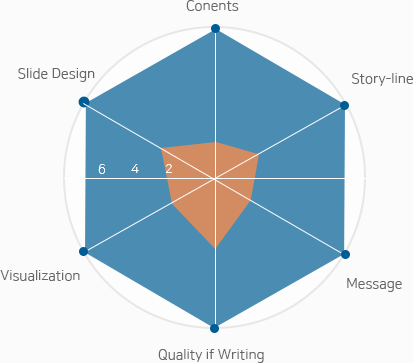 Conents
Slide Design
Story-line
6 4 2
Visualization
Message
Quality if Writing